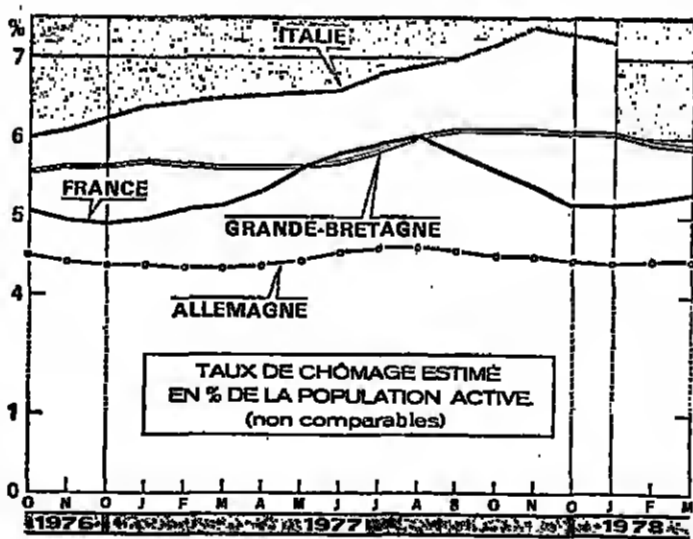 %
ITALIE
7
6
FRANCE
5
GRANDE-BRETAGNE
4
ALLEMAGNE
TAUX DE CHÔMAGE ESTIMÉ
EN % DE LA POPULATION ACTIVE.
(non comparables)
1
0
O N O J F M A M J J A S O N O J F M
1976 1977 1978